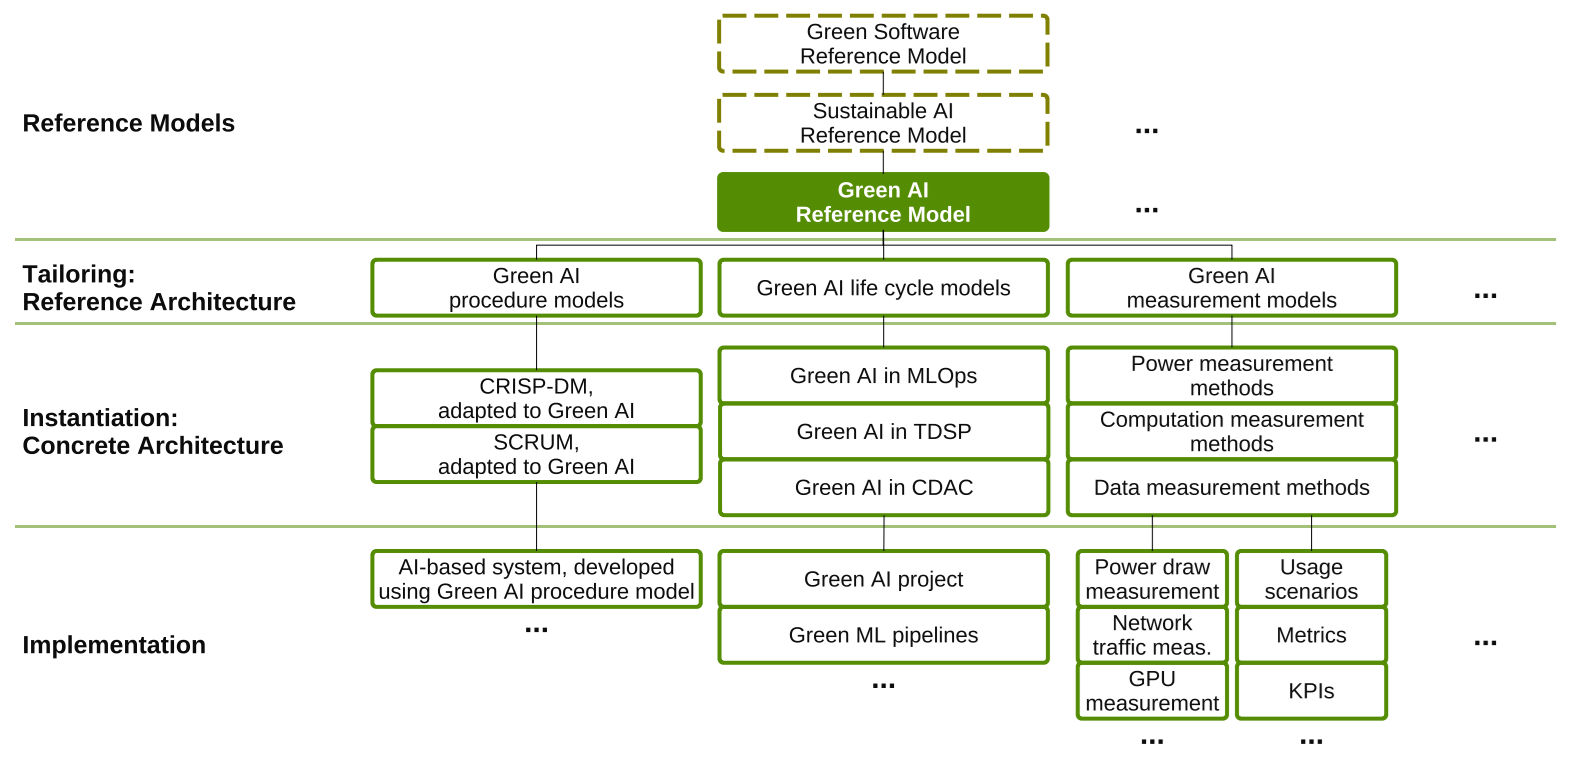 Green Software
Reference Model
Reference Models
Sustainable AI
Reference Model
...
Green AI
Reference Model
...
Tailoring:
Reference Architecture
Green AI
procedure models
Green AI life cycle models
Green AI
measurement models
...
Instantiation:
Concrete Architecture
CRISP-DM,
adapted to Green AI
SCRUM,
adapted to Green AI
Green AI in MLOps
Green AI in TDSP
Green AI in CDAC
Power measurement
methods
Computation measurement
methods
Data measurement methods
...
Implementation
AI-based system, developed
using Green AI procedure model
...
Green AI project
Green ML pipelines
...
Power draw
measurement
Network
traffic meas.
GPU
measurement
...
Usage
scenarios
Metrics
KPIs
...
...